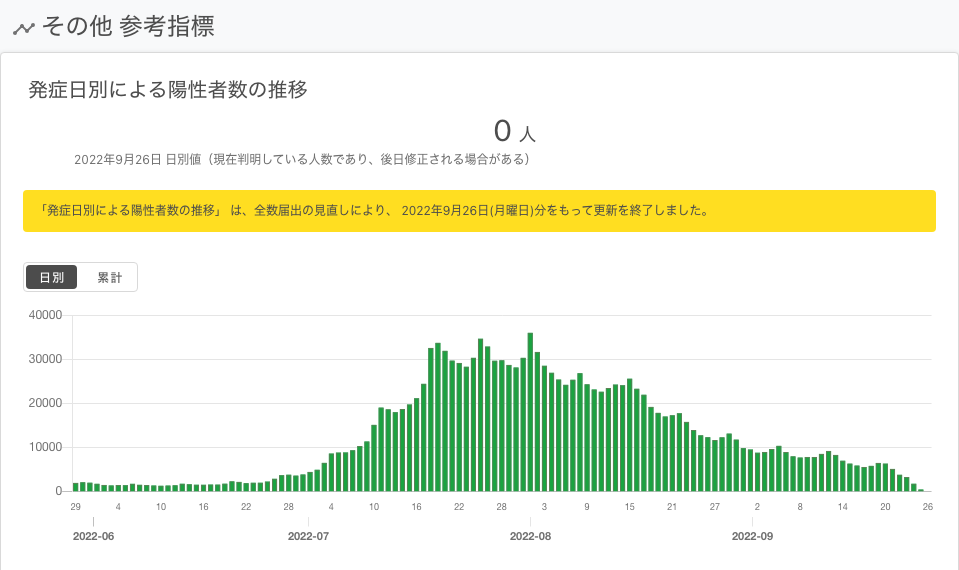 その他 参考指標
発症日別による陽性者数の推移
0 人
2022年9月26日 日別値（現在判明している人数であり、後日修正される場合がある）
「発症日別による陽性者数の推移」 は、全数届出の見直しにより、 2022年9月26日(月曜日)分をもって更新を終了しました。
日別 累計
40000
30000
20000
10000
0
29 4 10 16 22 28 4 10 16 22 28 3 9 15 21 27 2 8 14 20 26
2022-06 2022-07 2022-08 2022-09